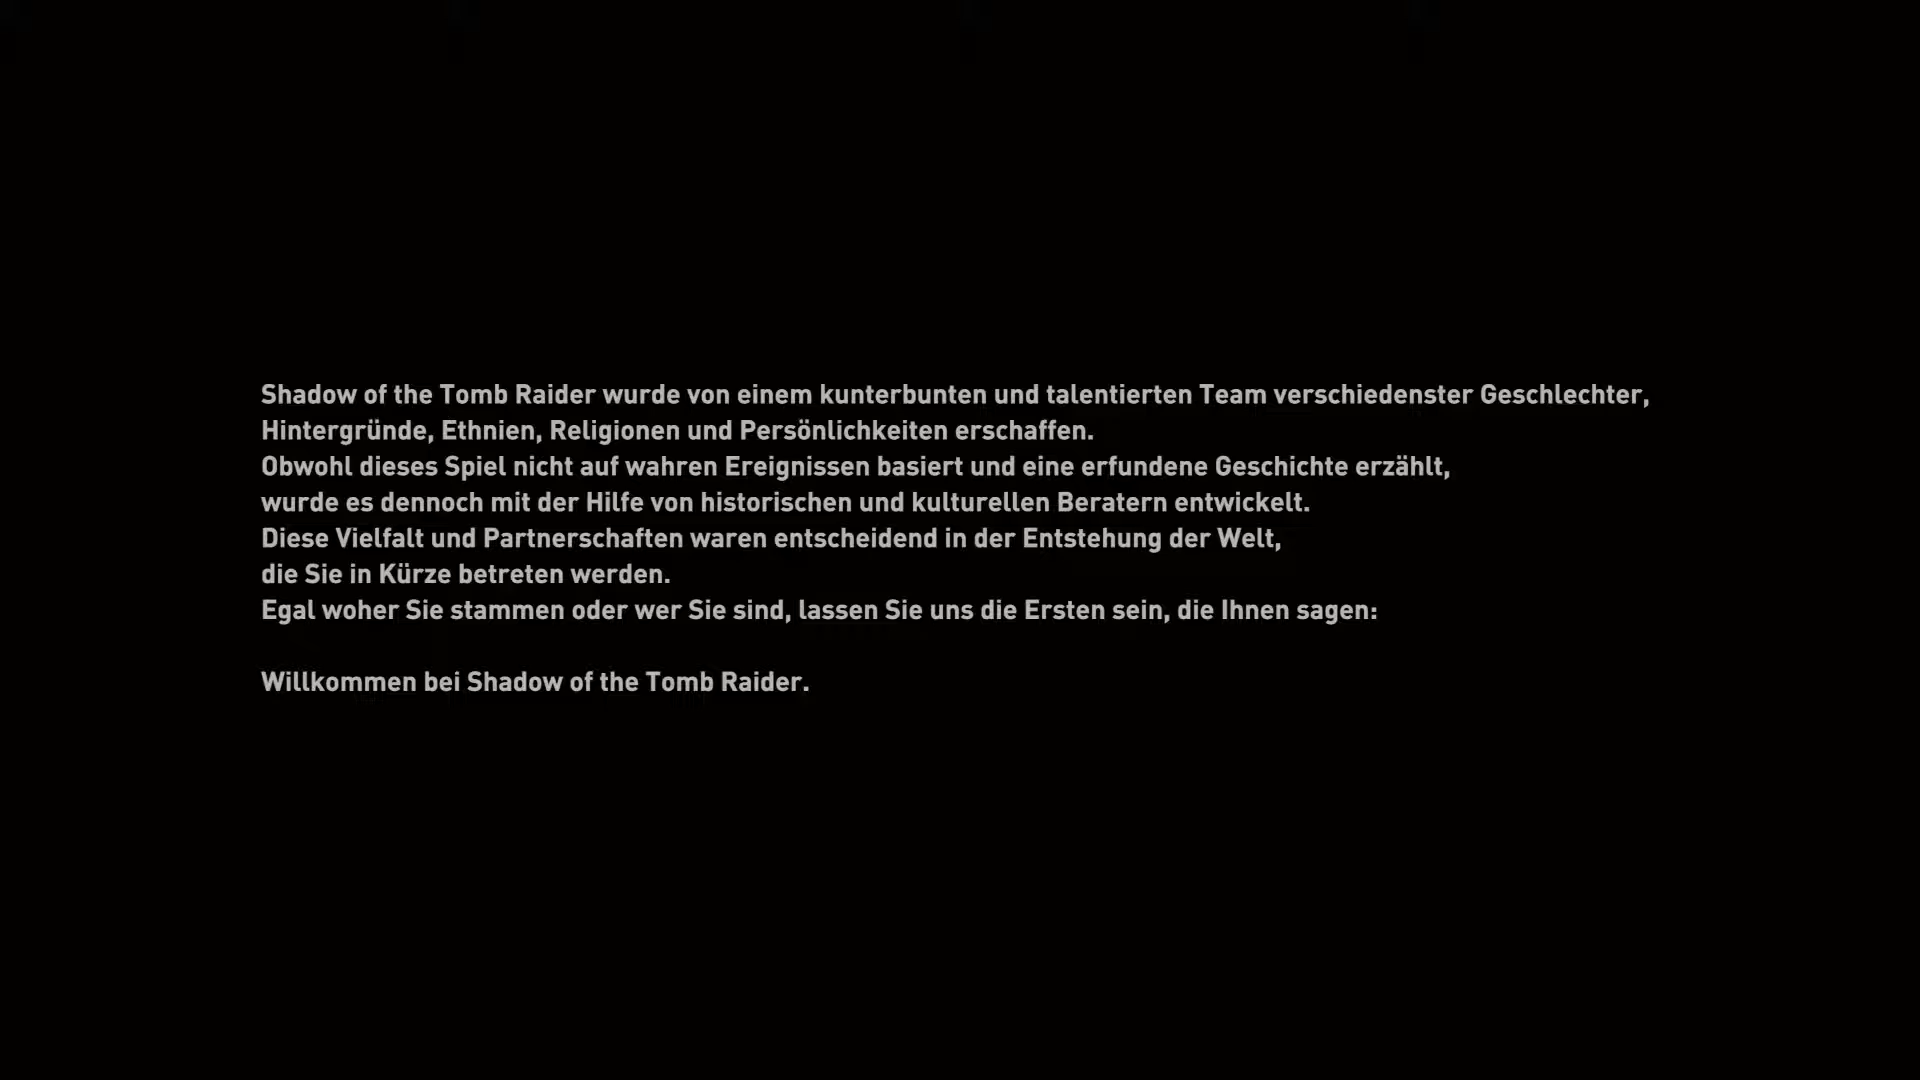 Shadow of the Tomb Raider wurde von einem kunterbunten und talentierten Team verschiedenster Geschlechter,
Hintergründe, Ethnien, Religionen und Persönlichkeiten erschaffen.
Obwohl dieses Spiel nicht auf wahren Ereignissen basiert und eine erfundene Geschichte erzählt,
wurde es dennoch mit der Hilfe von historischen und kulturellen Beratern entwickelt.
Diese Vielfalt und Partnerschaften waren entscheidend in der Entstehung der Welt,
die Sie in Kürze betreten werden.
Egal woher Sie stammen oder wer Sie sind, lassen Sie uns die Ersten sein, die Ihnen sagen:
Willkommen bei Shadow of the Tomb Raider.